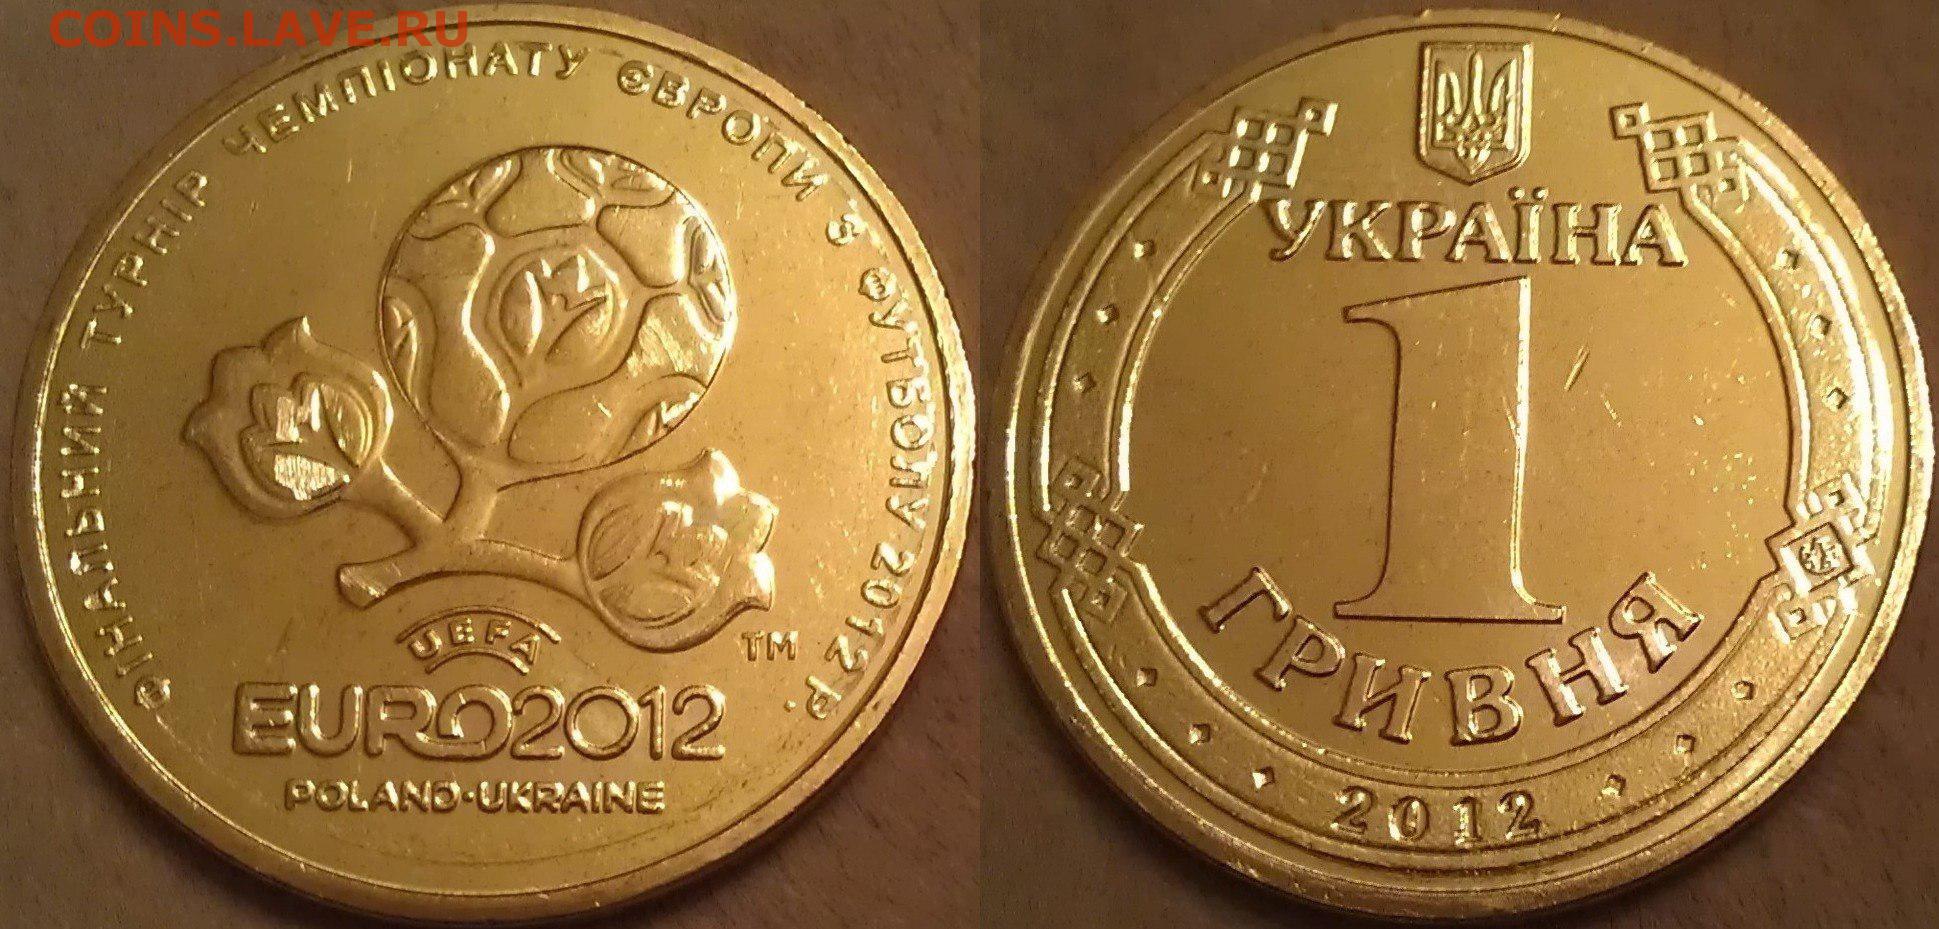 COINS.LAVE.RU
ФІНАЛЬНИЙ ТУРНІР ЧЕМПІОНАТУ ЄВРОПИ З ФУТБОЛУ 2012 Р.
UEFA
TM
EURO2012
POLAND·UKRAINE
УКРАЇНА
1
ГРИВНЯ
2012